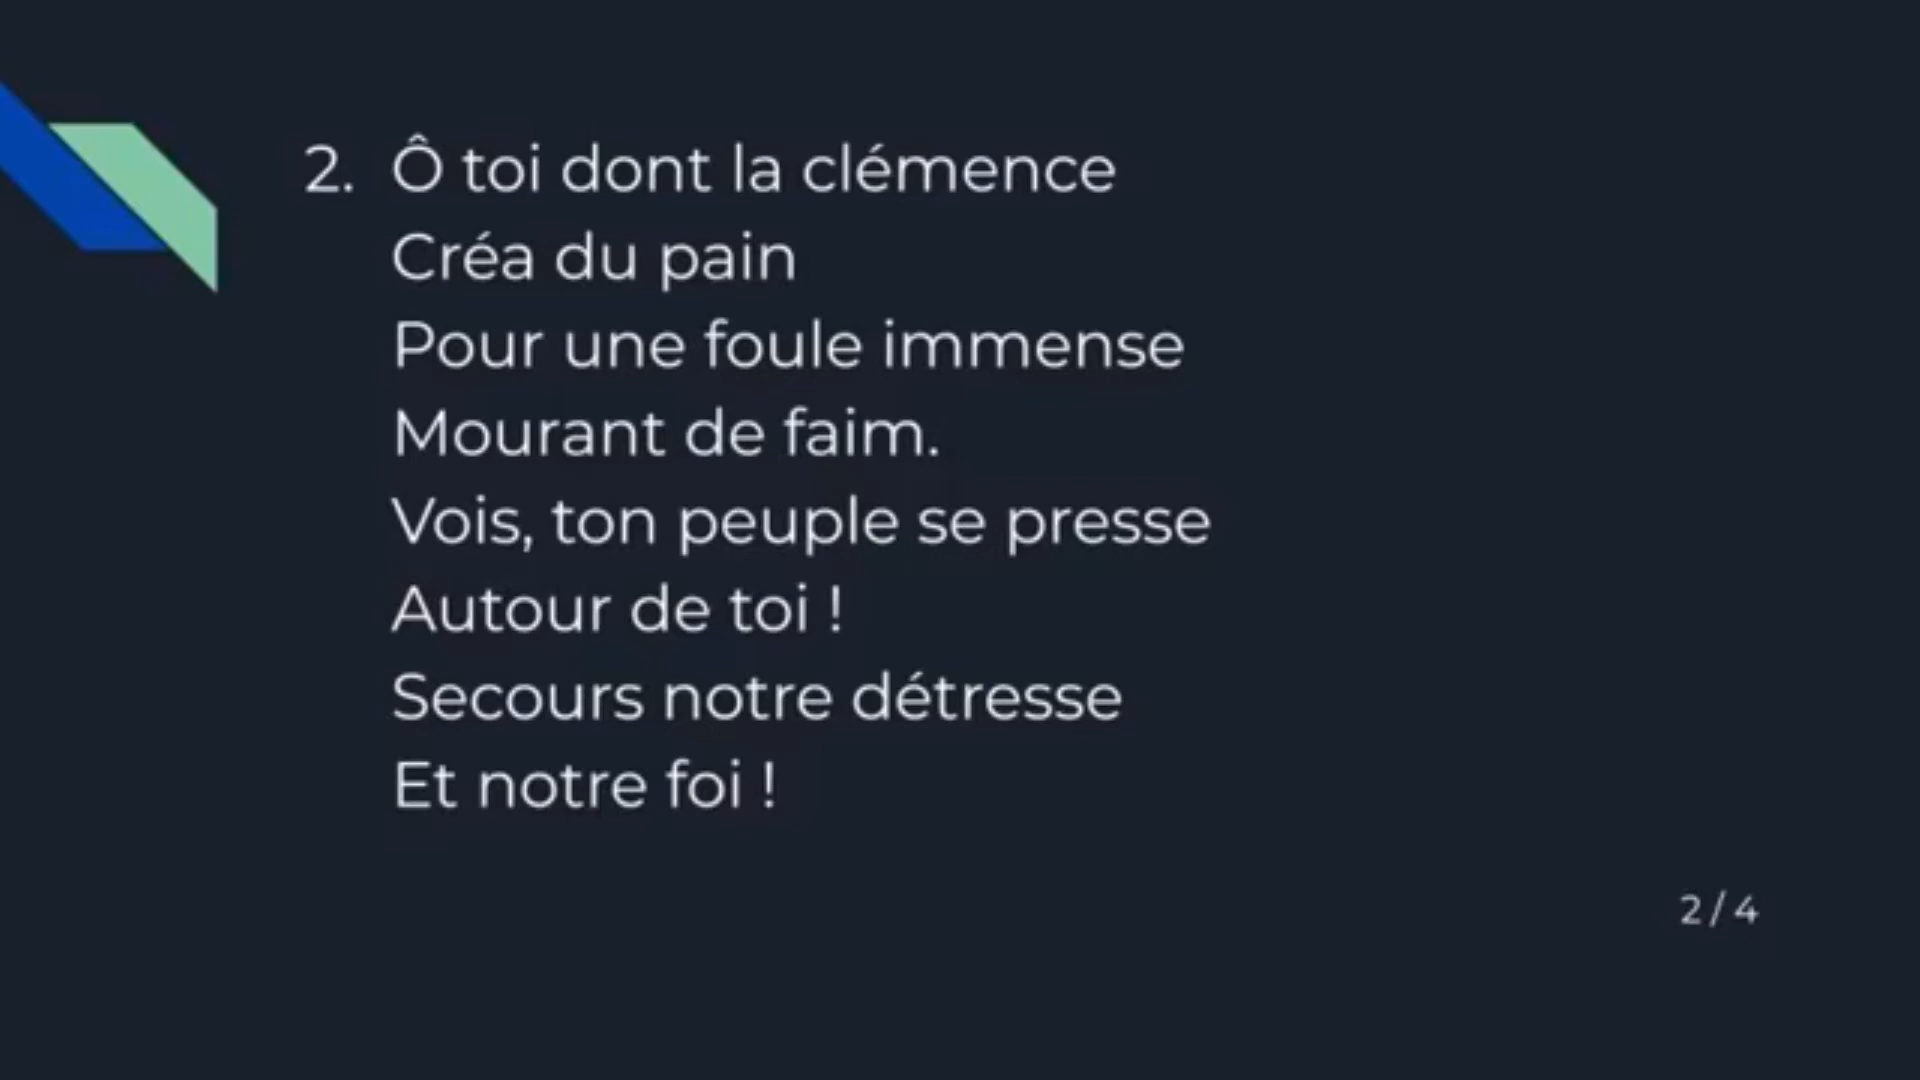 2. Ô toi dont la clémence
Créa du pain
Pour une foule immense
Mourant de faim.
Vois, ton peuple se presse
Autour de toi !
Secours notre détresse
Et notre foi !
2 / 4